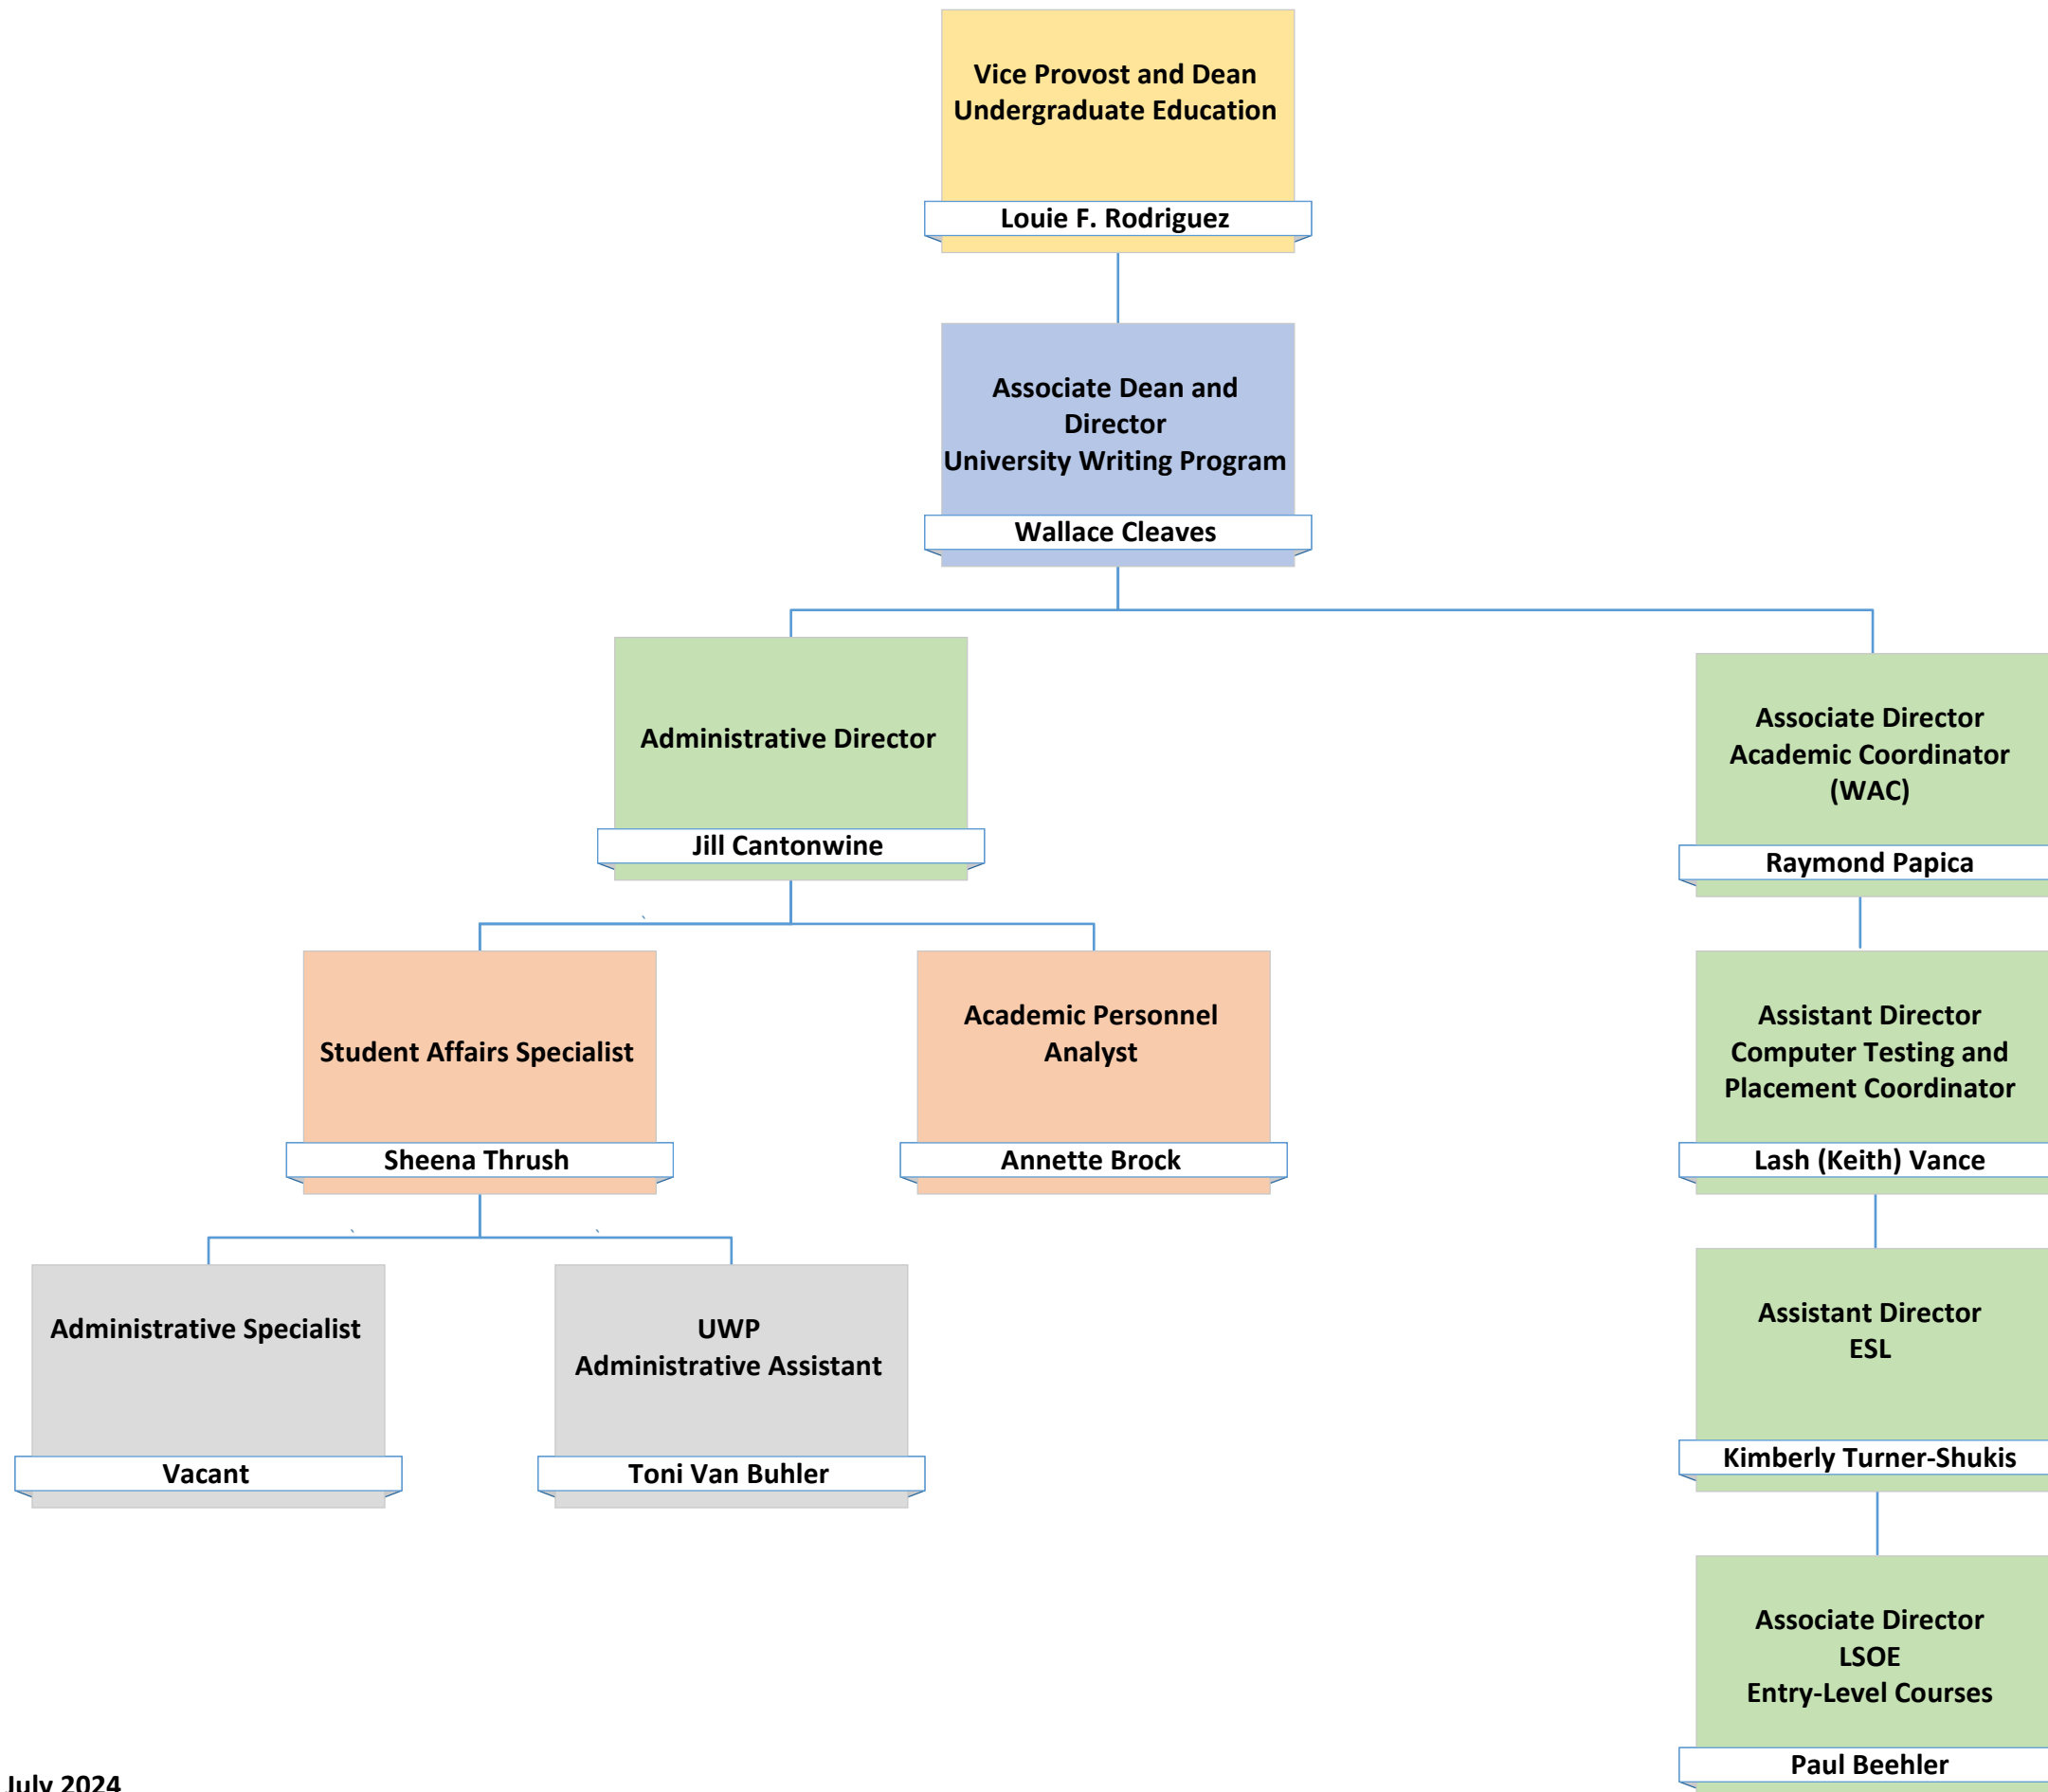 Vice Provost and Dean
Undergraduate Education
Louie F. Rodriguez
Associate Dean and
Director
University Writing Program
Wallace Cleaves
Administrative Director
Jill Cantonwine
Associate Director
Academic Coordinator
(WAC)
Raymond Papica
Student Affairs Specialist
Sheena Thrush
Academic Personnel
Analyst
Annette Brock
Assistant Director
Computer Testing and
Placement Coordinator
Lash (Keith) Vance
Administrative Specialist
Vacant
UWP
Administrative Assistant
Toni Van Buhler
Assistant Director
ESL
Kimberly Turner-Shukis
Associate Director
LSOE
Entry-Level Courses
Paul Beehler
July 2024